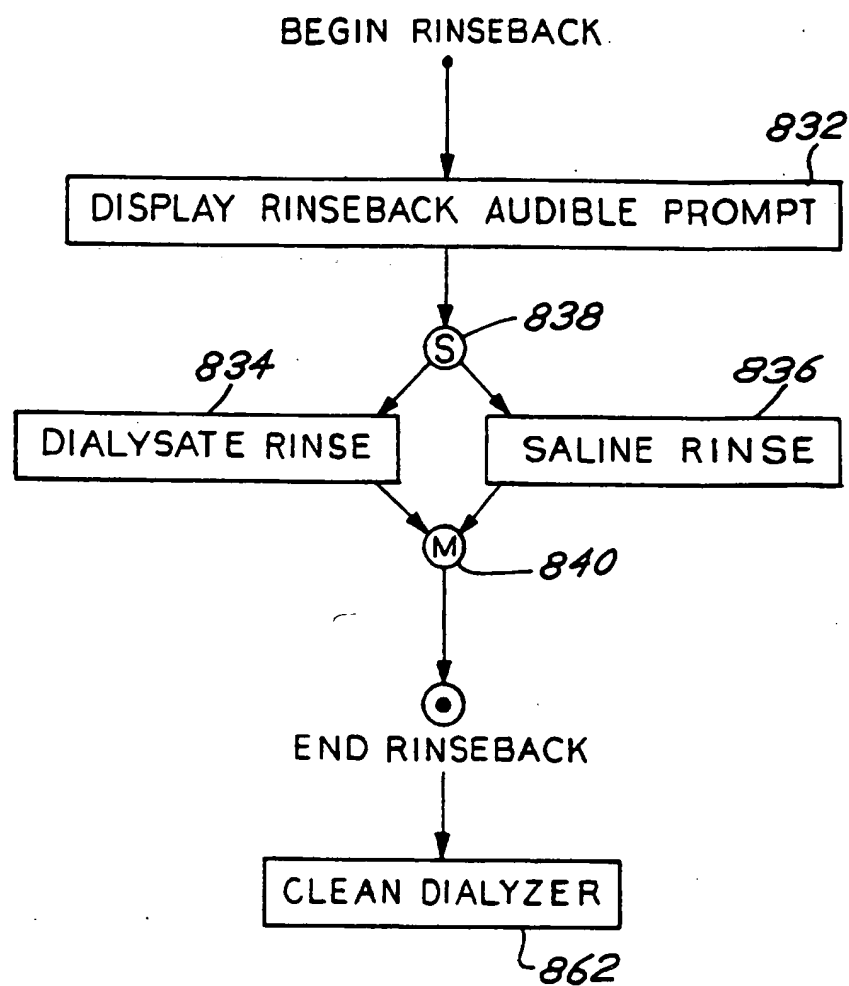 BEGIN RINSEBACK
832
DISPLAY RINSEBACK AUDIBLE PROMPT
S
838
834
836
DIALYSATE RINSE
SALINE RINSE
M
840
END RINSEBACK
CLEAN DIALYZER
862